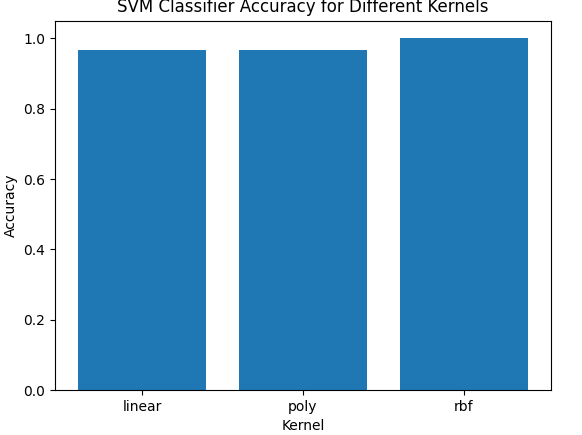 SVM Classifier Accuracy for Different Kernels
1.0
0.8
0.6
0.4
0.2
0.0
Accuracy
linear poly rbf
Kernel